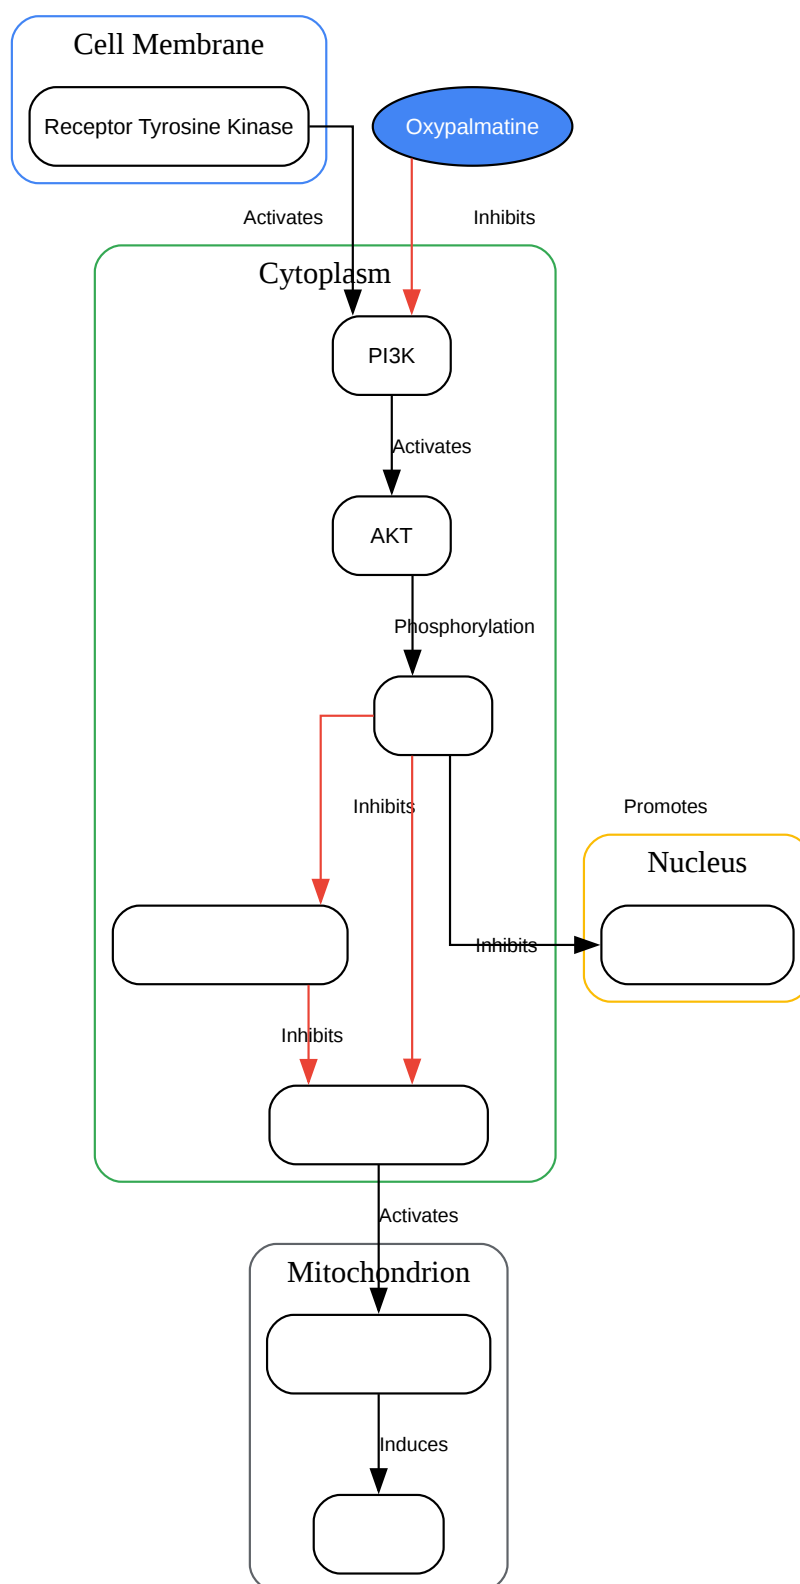 Cell Membrane
Receptor Tyrosine Kinase
Oxypalmatine
Activates
Inhibits
Cytoplasm
PI3K
Activates
AKT
Phosphorylation
Inhibits
Promotes
Nucleus
Inhibits
Inhibits
Activates
Mitochondrion
Induces